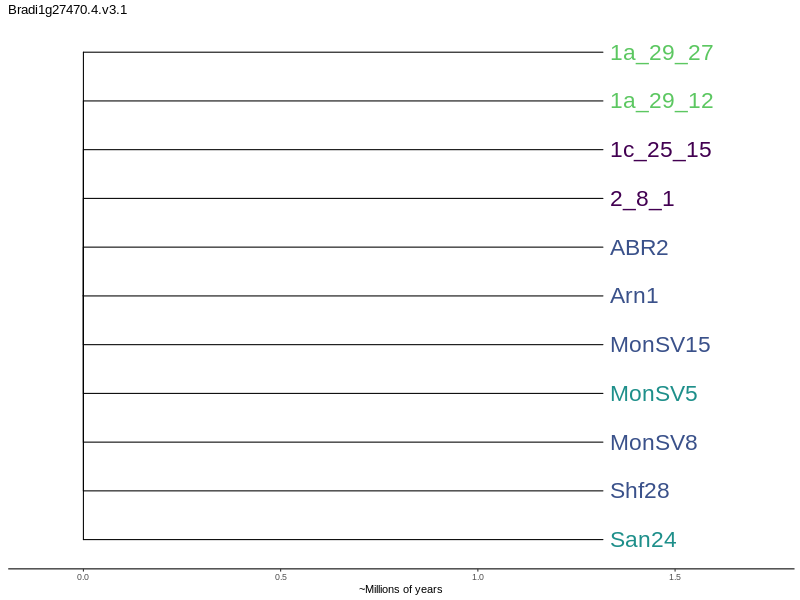 Bradi1g27470.4.v3.1
1a_29_27
1a_29_12
1c_25_15
2_8_1
ABR2
Arn1
MonSV15
MonSV5
MonSV8
Shf28
San24
0.0 0.5 1.0 1.5
~Millions of years